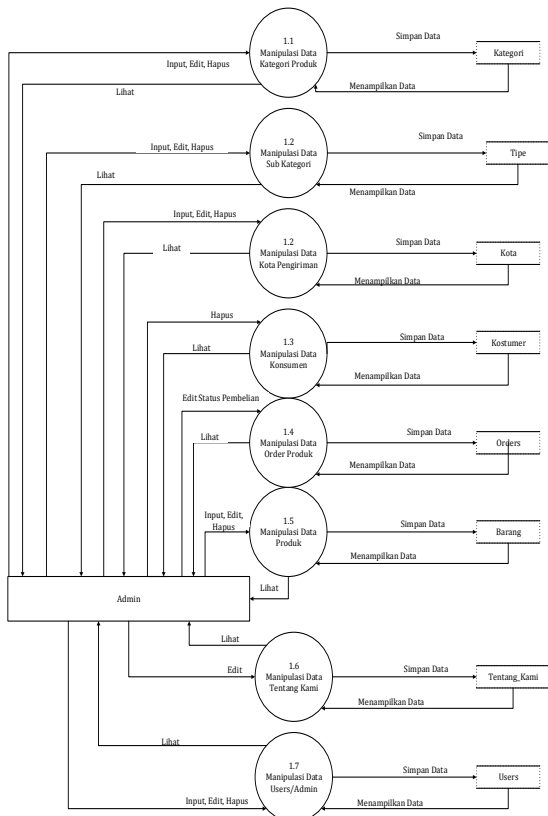 1.1
Manipulasi Data
Kategori Produk
Simpan Data
Kategori
Input, Edit, Hapus
Menampilkan Data
Lihat
1.2
Manipulasi Data
Sub Kategori
Simpan Data
Input, Edit, Hapus
Tipe
Lihat
Menampilkan Data
1.2
Manipulasi Data
Kota Pengiriman
Input, Edit, Hapus
Simpan Data
Lihat
Kota
Menampilkan Data
1.3
Manipulasi Data
Konsumen
Hapus
Simpan Data
Kostumer
Lihat
Menampilkan Data
Edit Status Pembelian
1.4
Manipulasi Data
Order Produk
Simpan Data
Lihat
Orders
Menampilkan Data
1.5
Manipulasi Data
Produk
Input, Edit,
Hapus
Simpan Data
Barang
Menampilkan Data
Lihat
Admin
Lihat
1.6
Manipulasi Data
Tentang Kami
Edit
Simpan Data
Tentang_Kami
Menampilkan Data
Lihat
1.7
Manipulasi Data
Users/Admin
Simpan Data
Users
Input, Edit, Hapus
Menampilkan Data